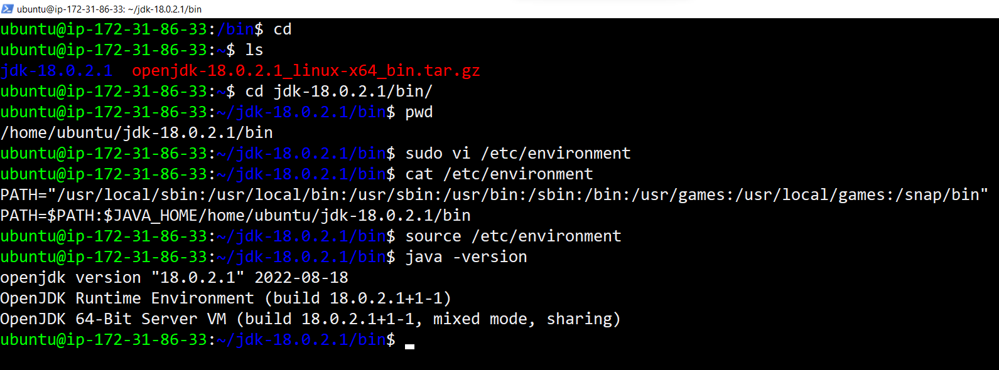 ubuntu@ip-172-31-86-33: ~/jdk-18.0.2.1/bin
ubuntu@ip-172-31-86-33:/bin$ cd
ubuntu@ip-172-31-86-33:~$ ls
jdk-18.0.2.1  openjdk-18.0.2.1_linux-x64_bin.tar.gz
ubuntu@ip-172-31-86-33:~$ cd jdk-18.0.2.1/bin/
ubuntu@ip-172-31-86-33:~/jdk-18.0.2.1/bin$ pwd
/home/ubuntu/jdk-18.0.2.1/bin
ubuntu@ip-172-31-86-33:~/jdk-18.0.2.1/bin$ sudo vi /etc/environment
ubuntu@ip-172-31-86-33:~/jdk-18.0.2.1/bin$ cat /etc/environment
PATH="/usr/local/sbin:/usr/local/bin:/usr/sbin:/usr/bin:/sbin:/bin:/usr/games:/usr/local/games:/snap/bin"
PATH=$PATH:$JAVA_HOME/home/ubuntu/jdk-18.0.2.1/bin
ubuntu@ip-172-31-86-33:~/jdk-18.0.2.1/bin$ source /etc/environment
ubuntu@ip-172-31-86-33:~/jdk-18.0.2.1/bin$ java -version
openjdk version "18.0.2.1" 2022-08-18
OpenJDK Runtime Environment (build 18.0.2.1+1-1)
OpenJDK 64-Bit Server VM (build 18.0.2.1+1-1, mixed mode, sharing)
ubuntu@ip-172-31-86-33:~/jdk-18.0.2.1/bin$